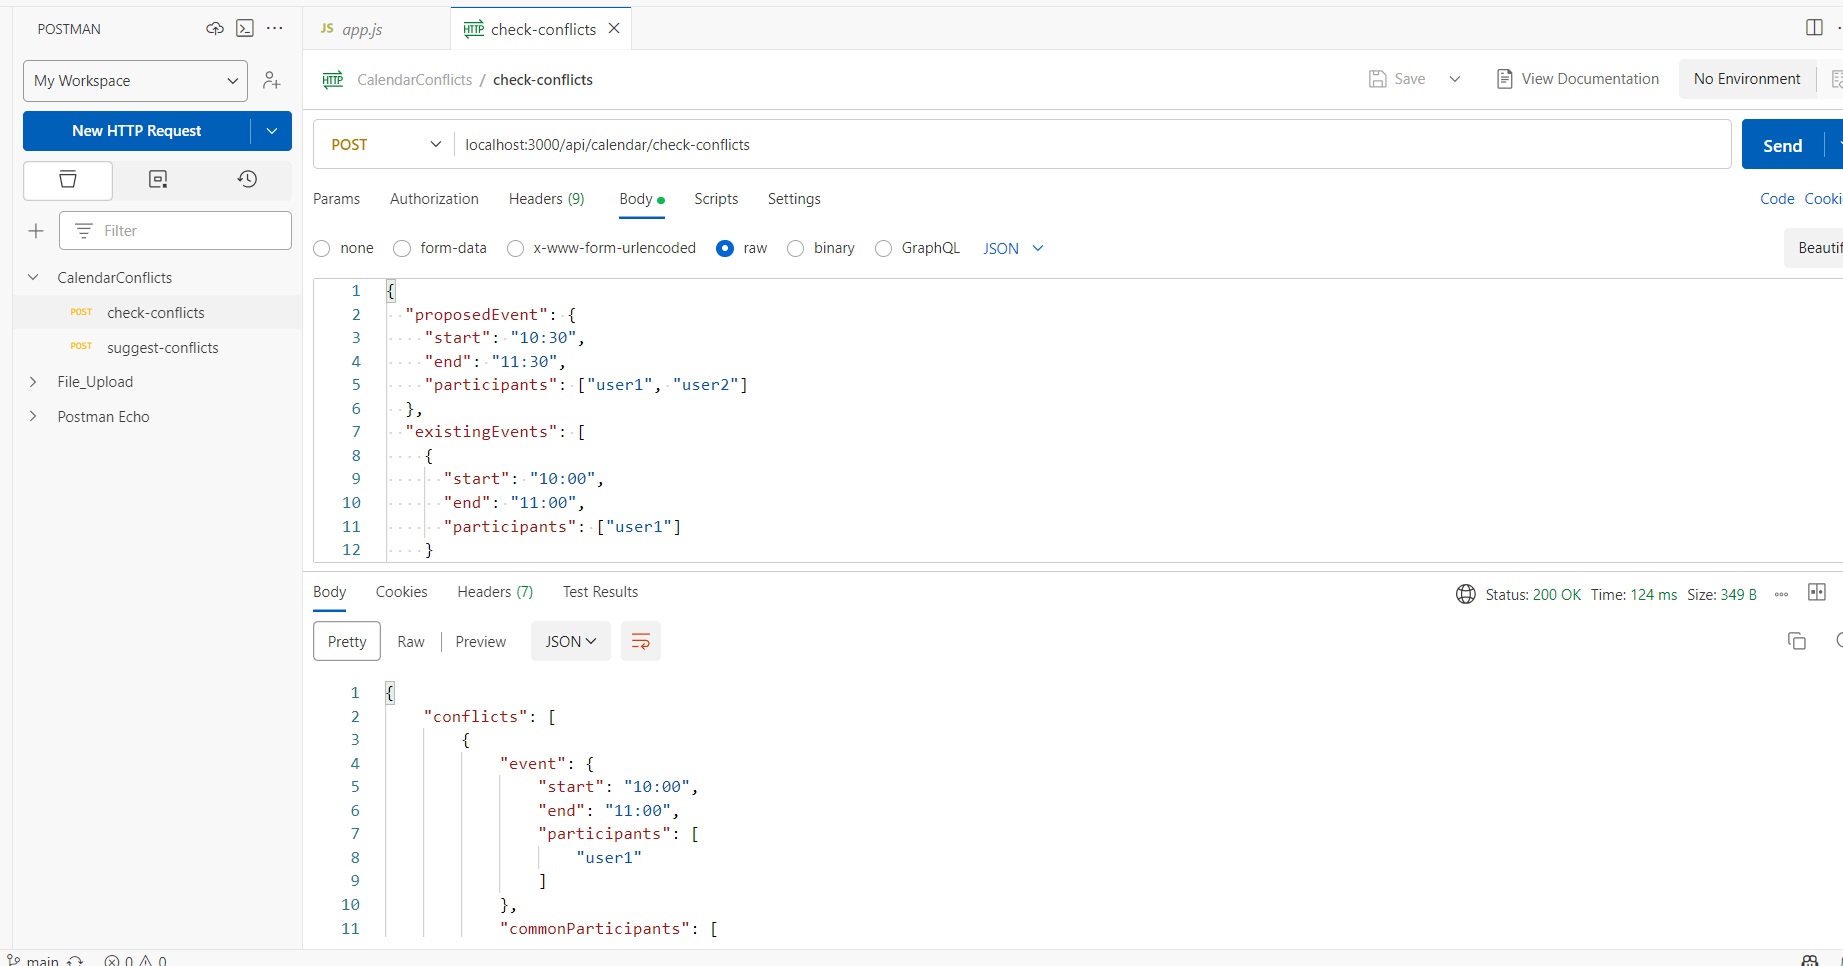 POSTMAN
JS app.js
HTTP check-conflicts
My Workspace
HTTP CalendarConflicts / check-conflicts
Save
View Documentation
No Environment
New HTTP Request
POST
localhost:3000/api/calendar/check-conflicts
Send
Params Authorization Headers (9) Body Scripts Settings
Code
Filter
none form-data x-www-form-urlencoded raw binary GraphQL JSON
CalendarConflicts
POST check-conflicts
POST suggest-conflicts
File_Upload
Postman Echo
1 {
2 "proposedEvent": {
3 "start": "10:30",
4 "end": "11:30",
5 "participants": ["user1", "user2"]
6 },
7 "existingEvents": [
8 {
9 "start": "10:00",
10 "end": "11:00",
11 "participants": ["user1"]
12 }
Body Cookies Headers (7) Test Results
Status: 200 OK Time: 124 ms Size: 349 B
Pretty Raw Preview JSON
1 {
2 "conflicts": [
3 {
4 "event": {
5 "start": "10:00",
6 "end": "11:00",
7 "participants": [
8 "user1"
9 ]
10 },
11 "commonParticipants": [
main 0 0